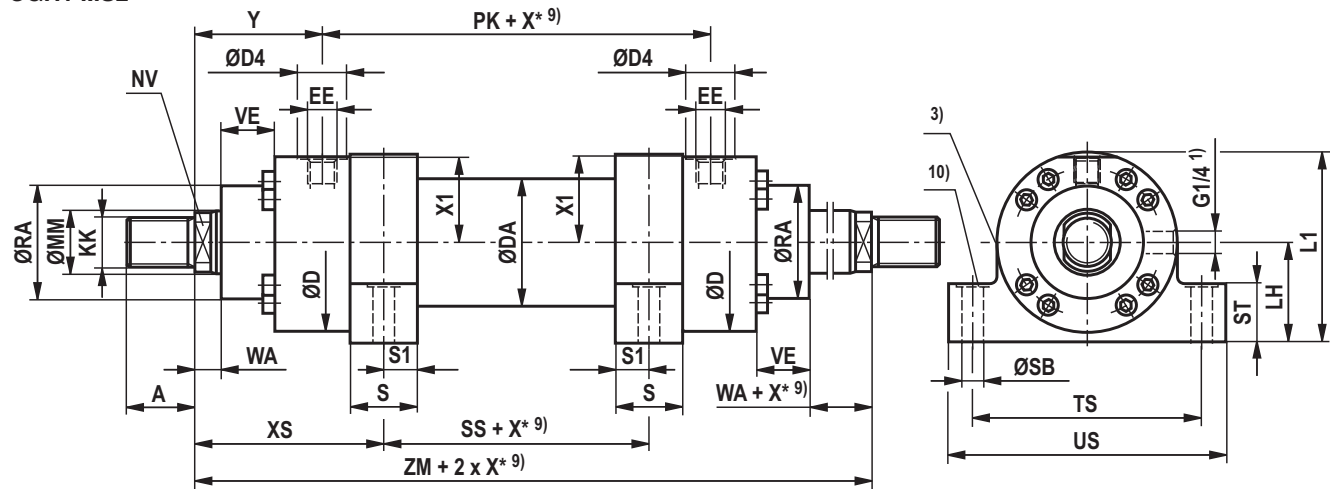 Y
PK + X* 9)
ØD4
ØD4
NV
EE
EE
VE
3)
10)
G1/4 1)
ØRA
ØMM
KK
X1
X1
ØDA
ØRA
ØD
ØD
L1
LH
ST
WA
S1
S1
VE
ØSB
A
S
S
WA + X* 9)
TS
XS
SS + X* 9)
US
ZM + 2 x X* 9)